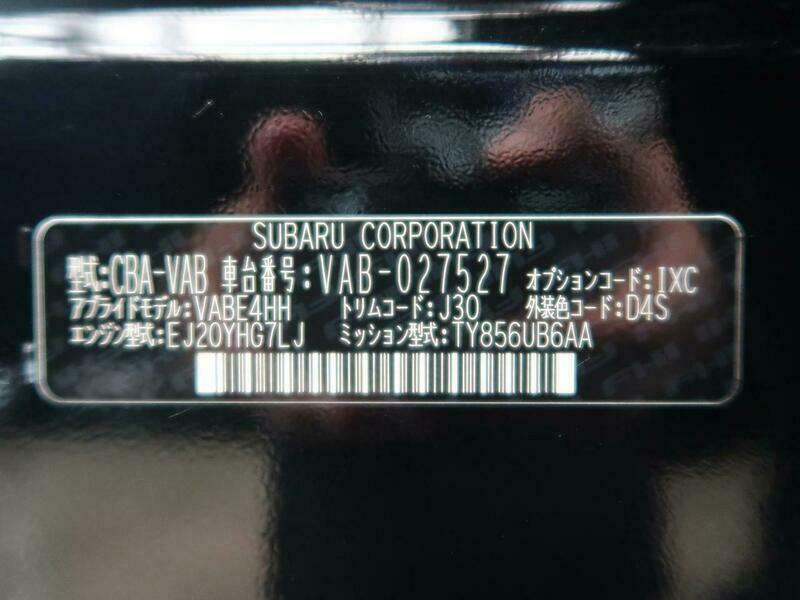 SUBARU CORPORATION
型式:CBA-VAB 車台番号:VAB-027527 オプションコード:IXC
アプライドモデル:VABE4HH トリムコード:J30 外装色コード:D4S
エンジン型式:EJ20YHG7LJ ミッション型式:TY856UB6AA